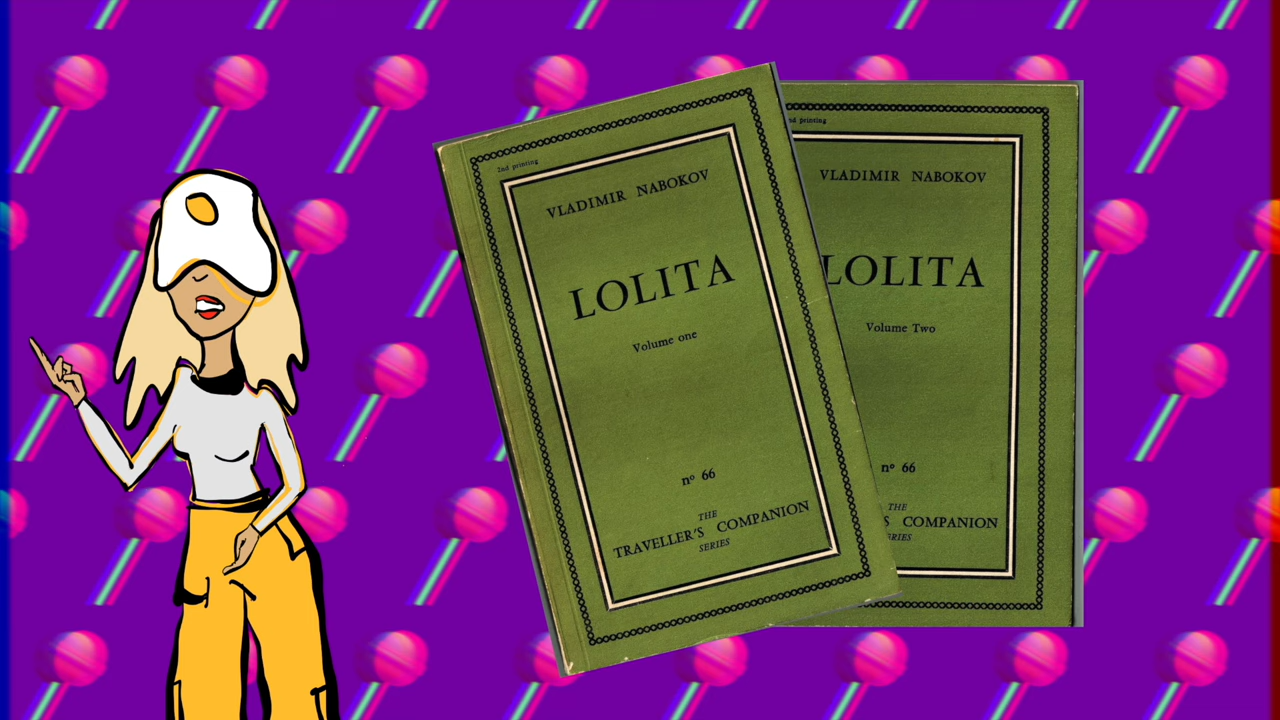 2nd printing
VLADIMIR NABOKOV
LOLITA
Volume one
nº 66
THE
TRAVELLER'S COMPANION
SERIES
printing
VLADIMIR NABOKOV
LOLITA
Volume Two
nº 66
THE
COMPANION